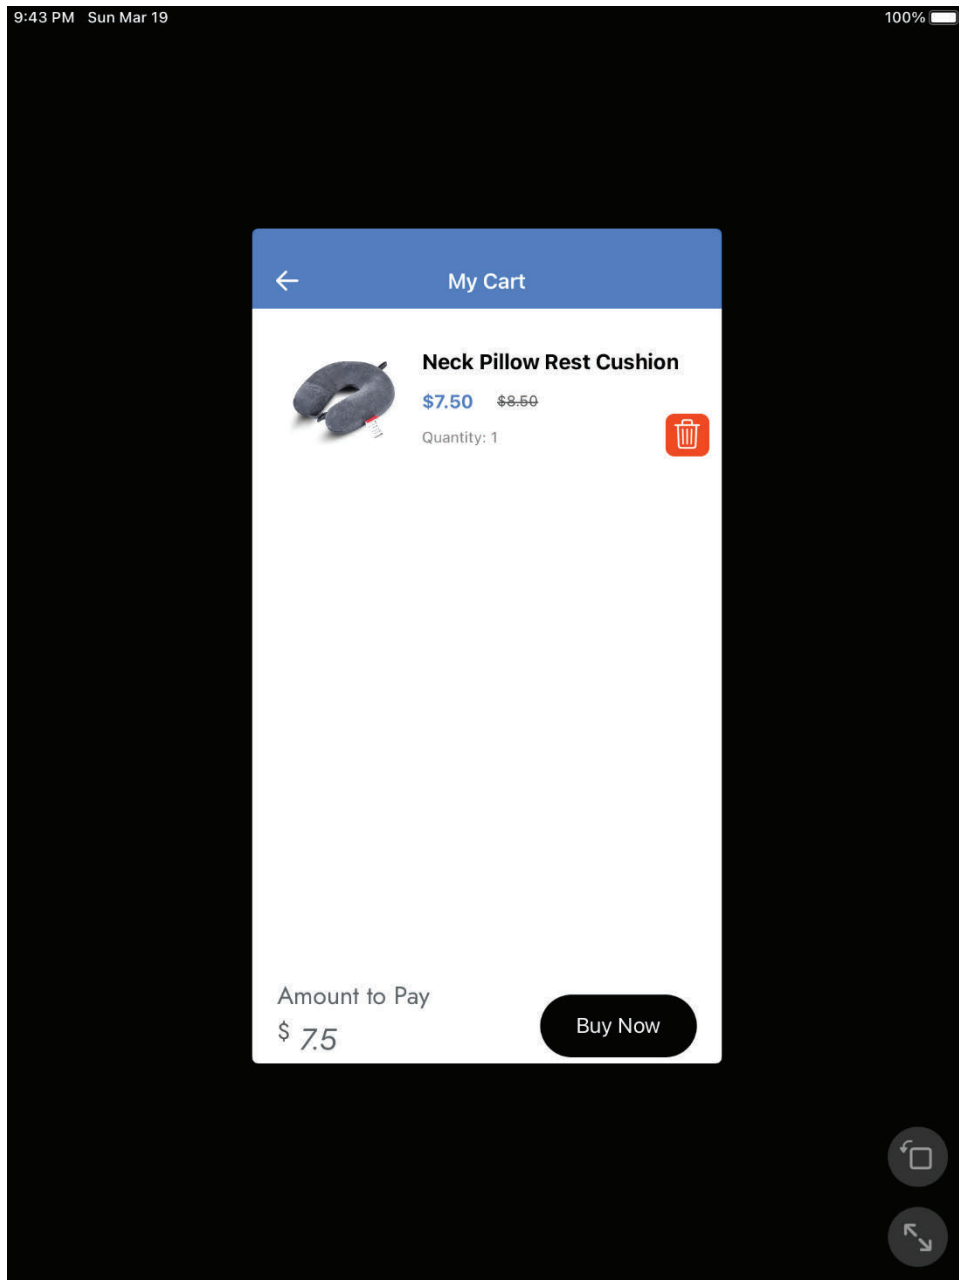 9:43 PM Sun Mar 19 100%
My Cart
Neck Pillow Rest Cushion
$7.50 $8.50
Quantity: 1
Amount to Pay
$ 7.5
Buy Now